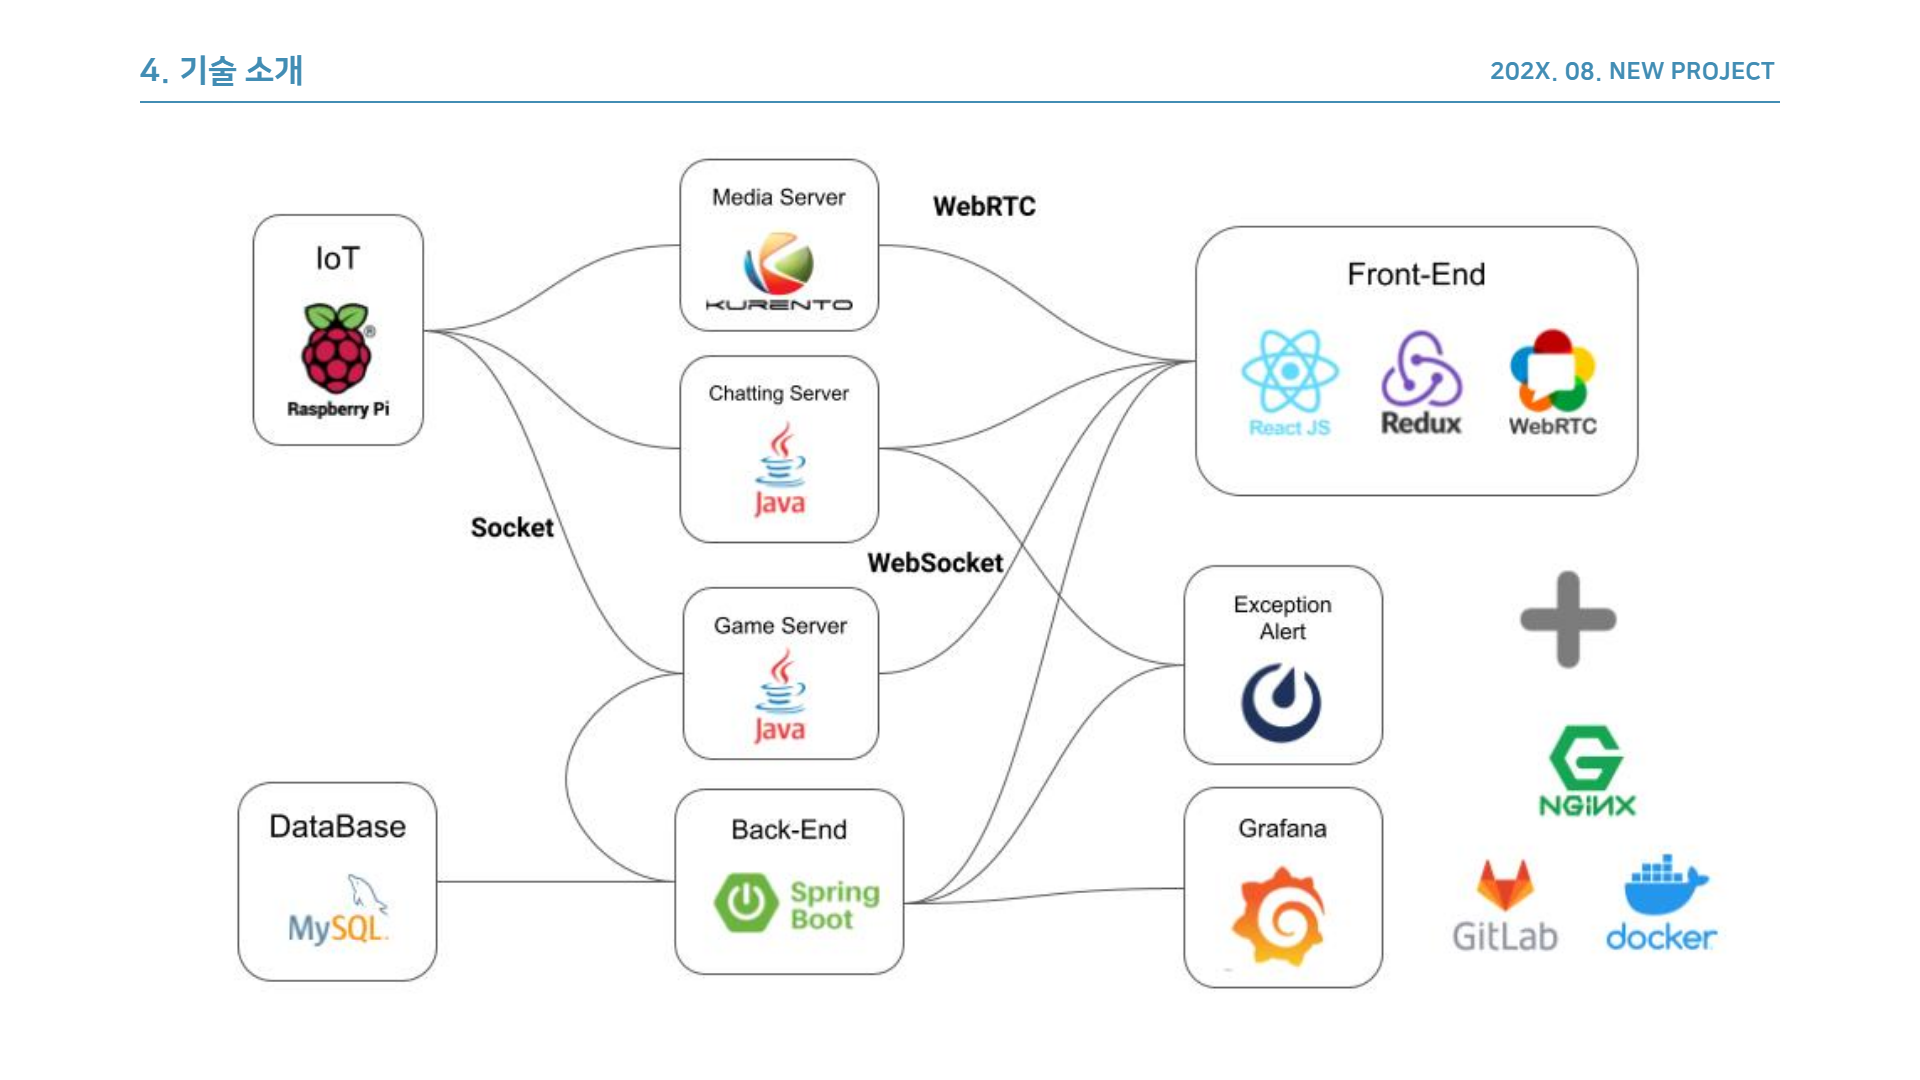 4. 기술 소개
202X. 08. NEW PROJECT
IoT
Raspberry Pi
®
Media Server
KURENTO
WebRTC
Chatting Server
Java
Socket
WebSocket
Game Server
Java
DataBase
MySQL
Back-End
Spring
Boot
Front-End
React JS
Redux
WebRTC
Exception
Alert
Grafana
NGiNX
GitLab
docker